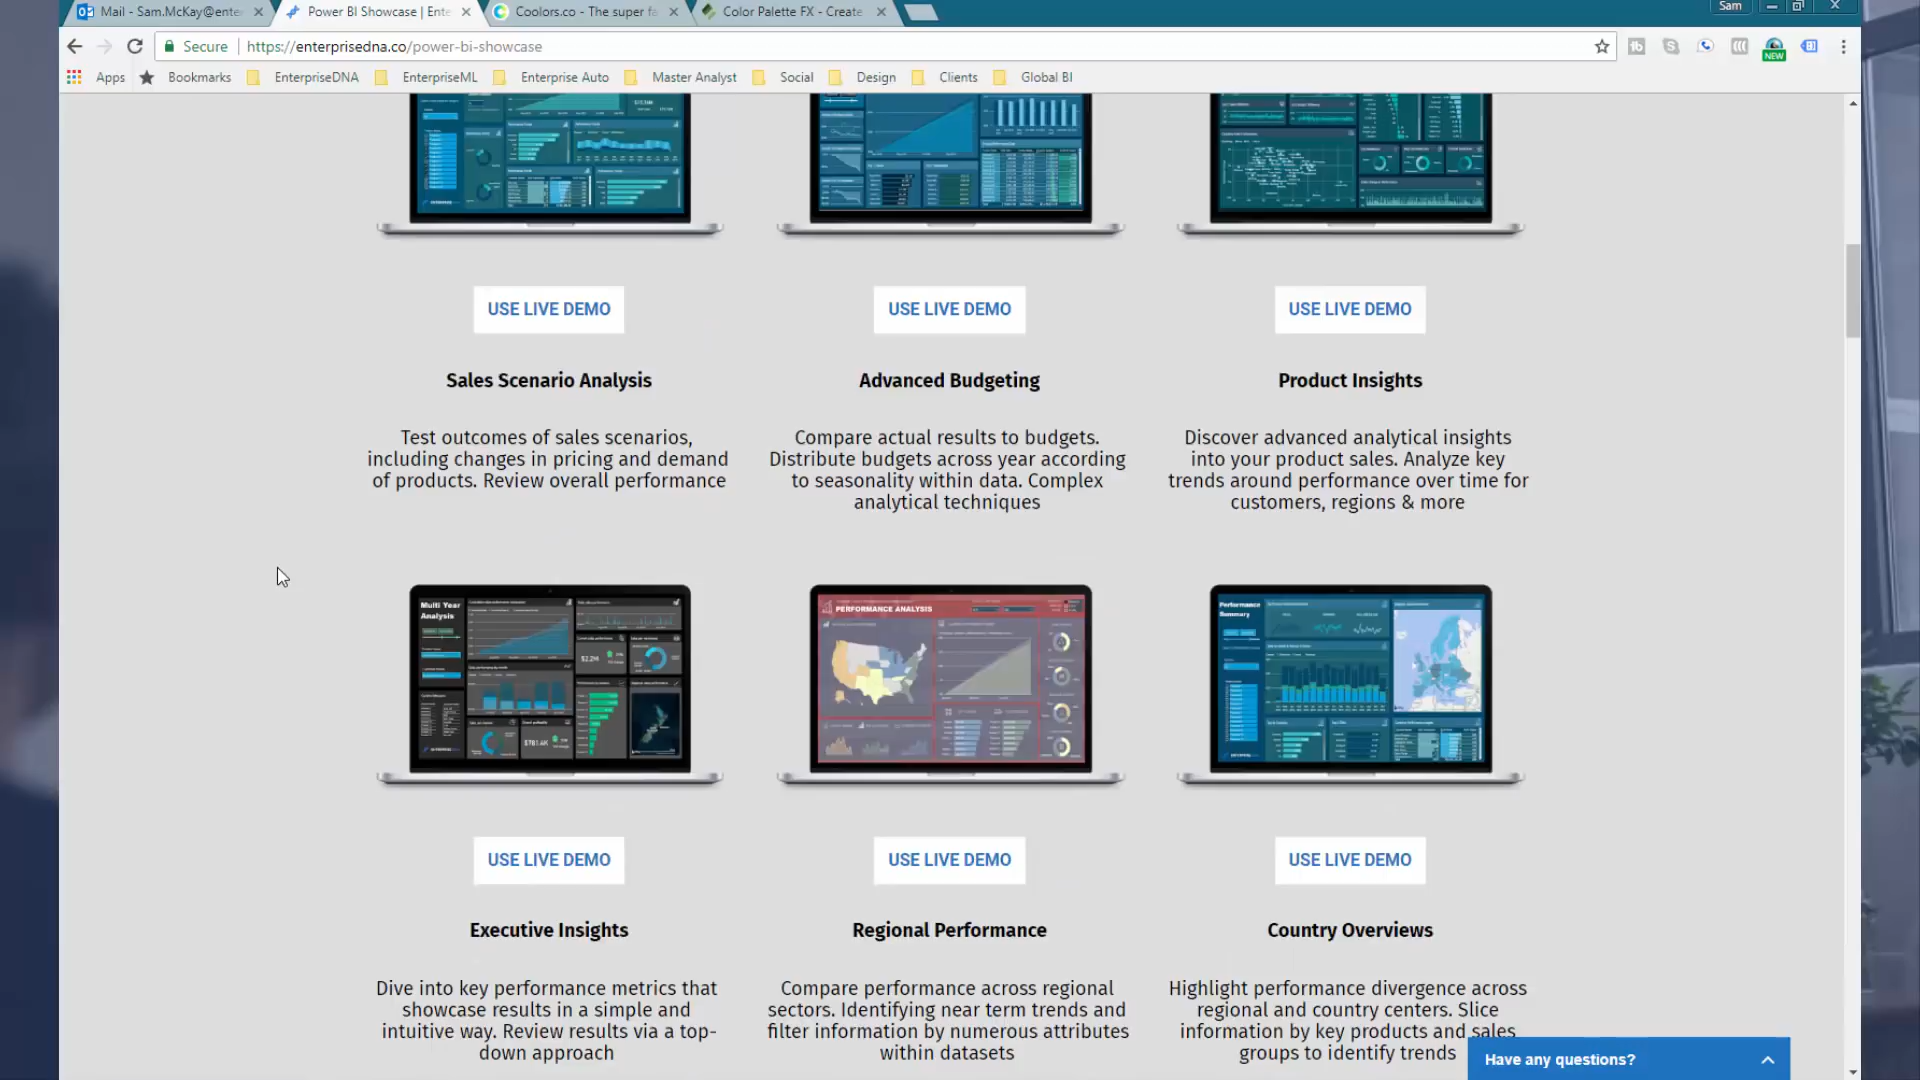 Mail - Sam.McKay@ente
Power BI Showcase | Ente
Coolors.co - The super fa
Color Palette FX - Create
Sam
Secure
https://enterprisedna.co/power-bi-showcase
NEW
Apps
Bookmarks
EnterpriseDNA
EnterpriseML
Enterprise Auto
Master Analyst
Social
Design
Clients
Global BI
USE LIVE DEMO
USE LIVE DEMO
USE LIVE DEMO
Sales Scenario Analysis
Advanced Budgeting
Product Insights
Test outcomes of sales scenarios,
including changes in pricing and demand
of products. Review overall performance
Compare actual results to budgets.
Distribute budgets across year according
to seasonality within data. Complex
analytical techniques
Discover advanced analytical insights
into your product sales. Analyze key
trends around performance over time for
customers, regions & more
Multi Year
Analysis
$2.2M
$781.4K
PERFORMANCE ANALYSIS
Performance
Summary
USE LIVE DEMO
USE LIVE DEMO
USE LIVE DEMO
Executive Insights
Regional Performance
Country Overviews
Dive into key performance metrics that
showcase results in a simple and
intuitive way. Review results via a top-
down approach
Compare performance across regional
sectors. Identifying near term trends and
filter information by numerous attributes
within datasets
Highlight performance divergence across
regional and country centers. Slice
information by key products and sales
groups to identify trends
Have any questions?